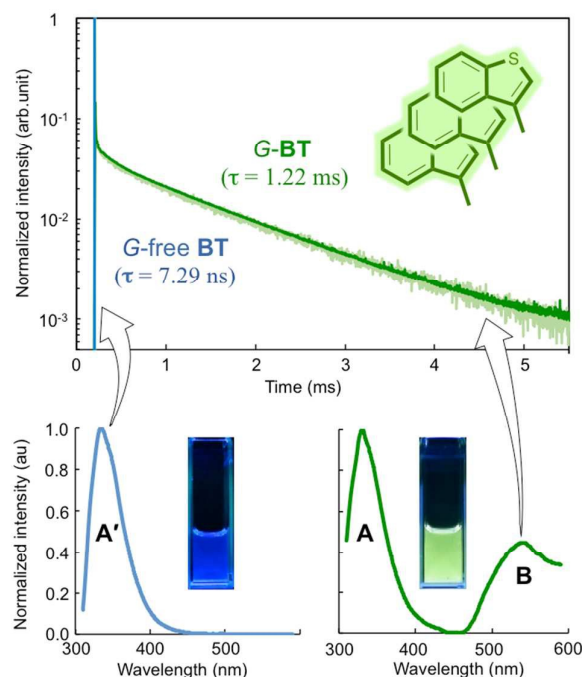 Normalized intensity (arb.unit)
1
10⁻¹
10⁻²
10⁻³
0
1
2
3
4
5
Time (ms)
G-BT
(τ = 1.22 ms)
G-free BT
(τ = 7.29 ns)
S
Normalized intensity (au)
1.0
0.8
0.6
0.4
0.2
0.0
300
400
500
Wavelength (nm)
A'
300
400
500
600
Wavelength (nm)
A
B